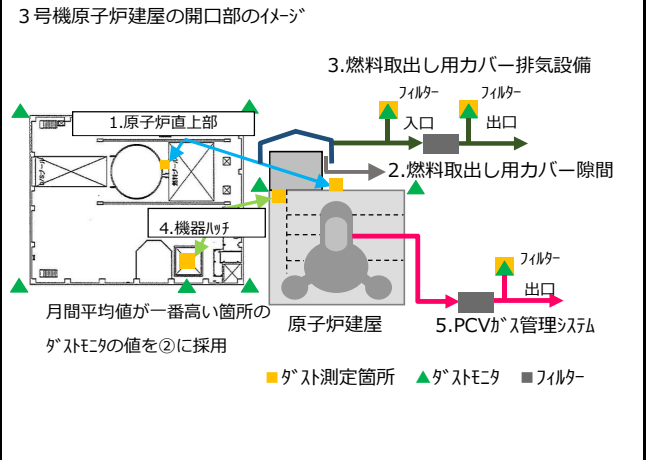 ３号機原子炉建屋の開口部のｲﾒｰｼﾞ
3.燃料取出し用カバー排気設備
ﾌｨﾙﾀｰ
ﾌｨﾙﾀｰ
1.原子炉直上部
入口
出口
2.燃料取出し用カバー隙間
4.機器ﾊｯﾁ
ﾌｨﾙﾀｰ
出口
月間平均値が一番高い箇所の
ﾀﾞｽﾄﾓﾆﾀの値を②に採用
原子炉建屋
5.PCVｶﾞｽ管理ｼｽﾃﾑ
ﾀﾞｽﾄ測定箇所
ﾀﾞｽﾄﾓﾆﾀ
ﾌｨﾙﾀｰ